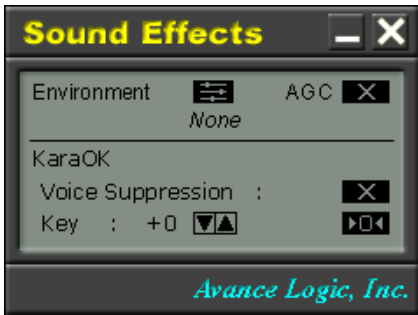 Sound Effects
Environment AGC
None
KaraOK
Voice Suppression :
Key : +0
Avance Logic, Inc.